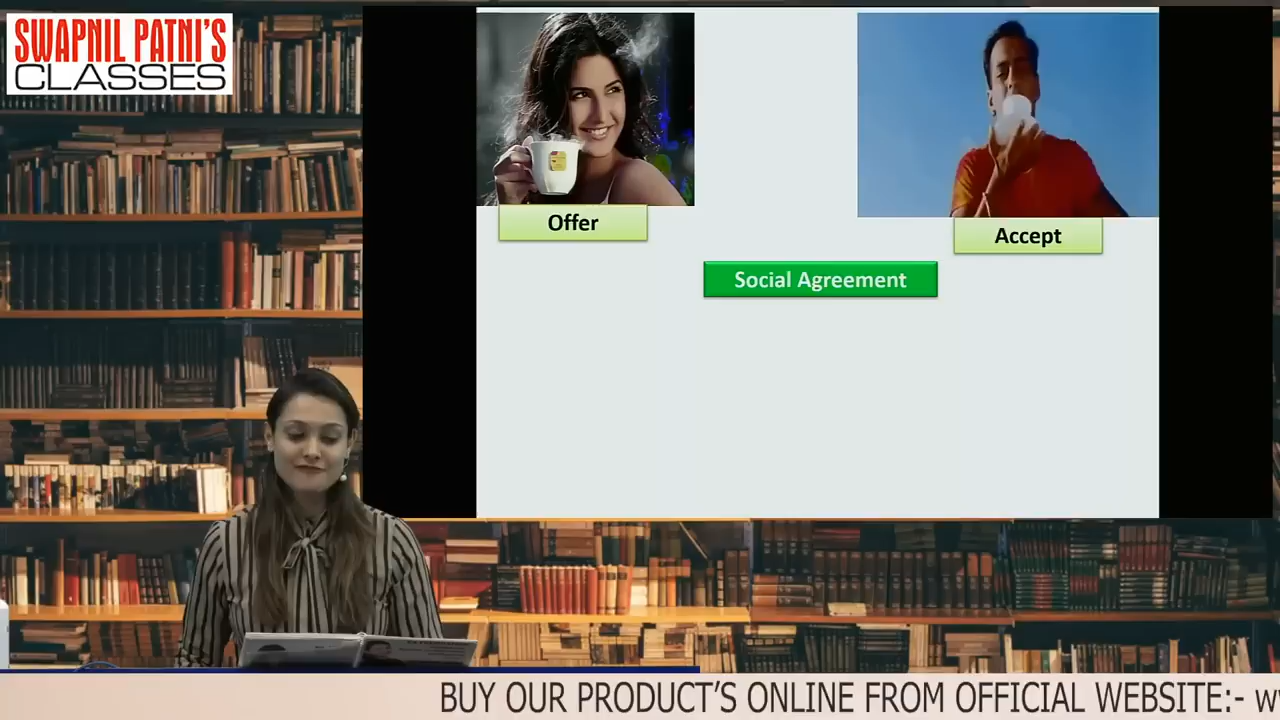 SWAPNIL PATNI'S
CLASSES
Offer
Accept
Social Agreement
BUY OUR PRODUCT'S ONLINE FROM OFFICIAL WEBSITE:- w